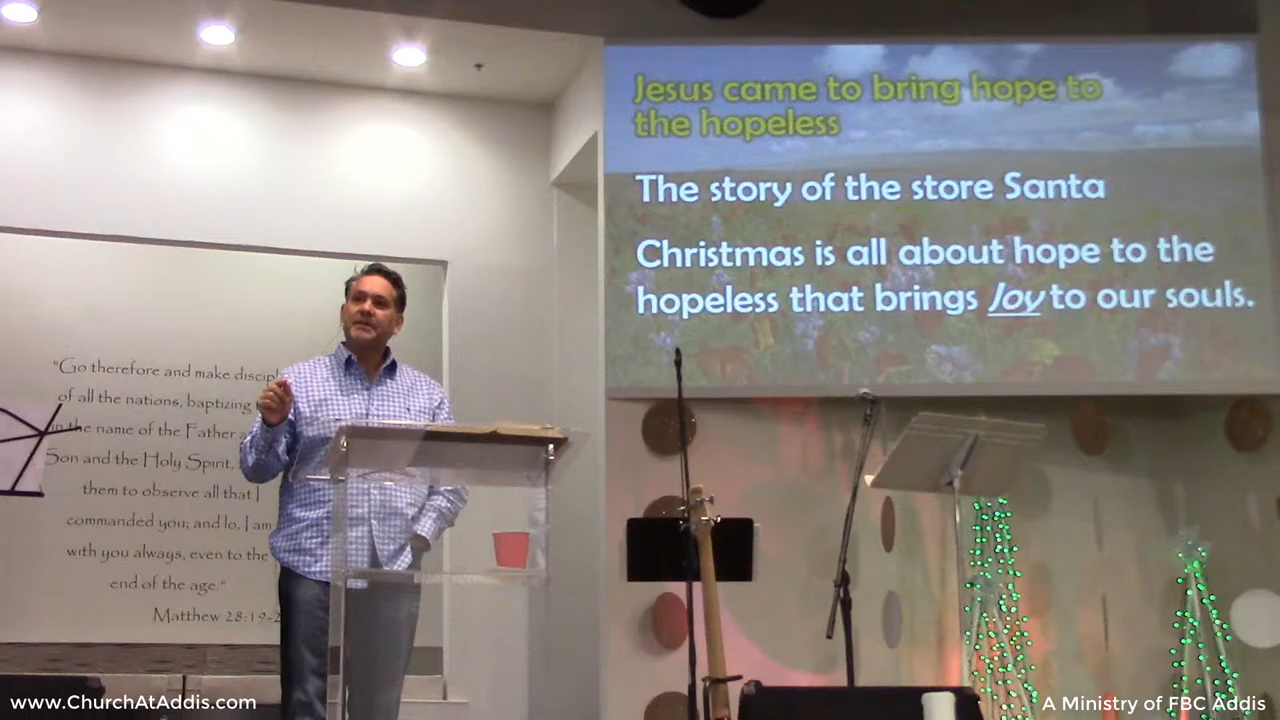 Jesus came to bring hope to
the hopeless
The story of the store Santa
Christmas is all about hope to the
hopeless that brings Joy to our souls.
"Go therefore and make discipl
of all the nations, baptizing
in the name of the Father
Son and the Holy Spirit,
them to observe all that I
commanded you; and lo, I am
with you always, even to the
end of the age."
Matthew 28:19-2
www.ChurchAtAddis.com
A Ministry of FBC Addis